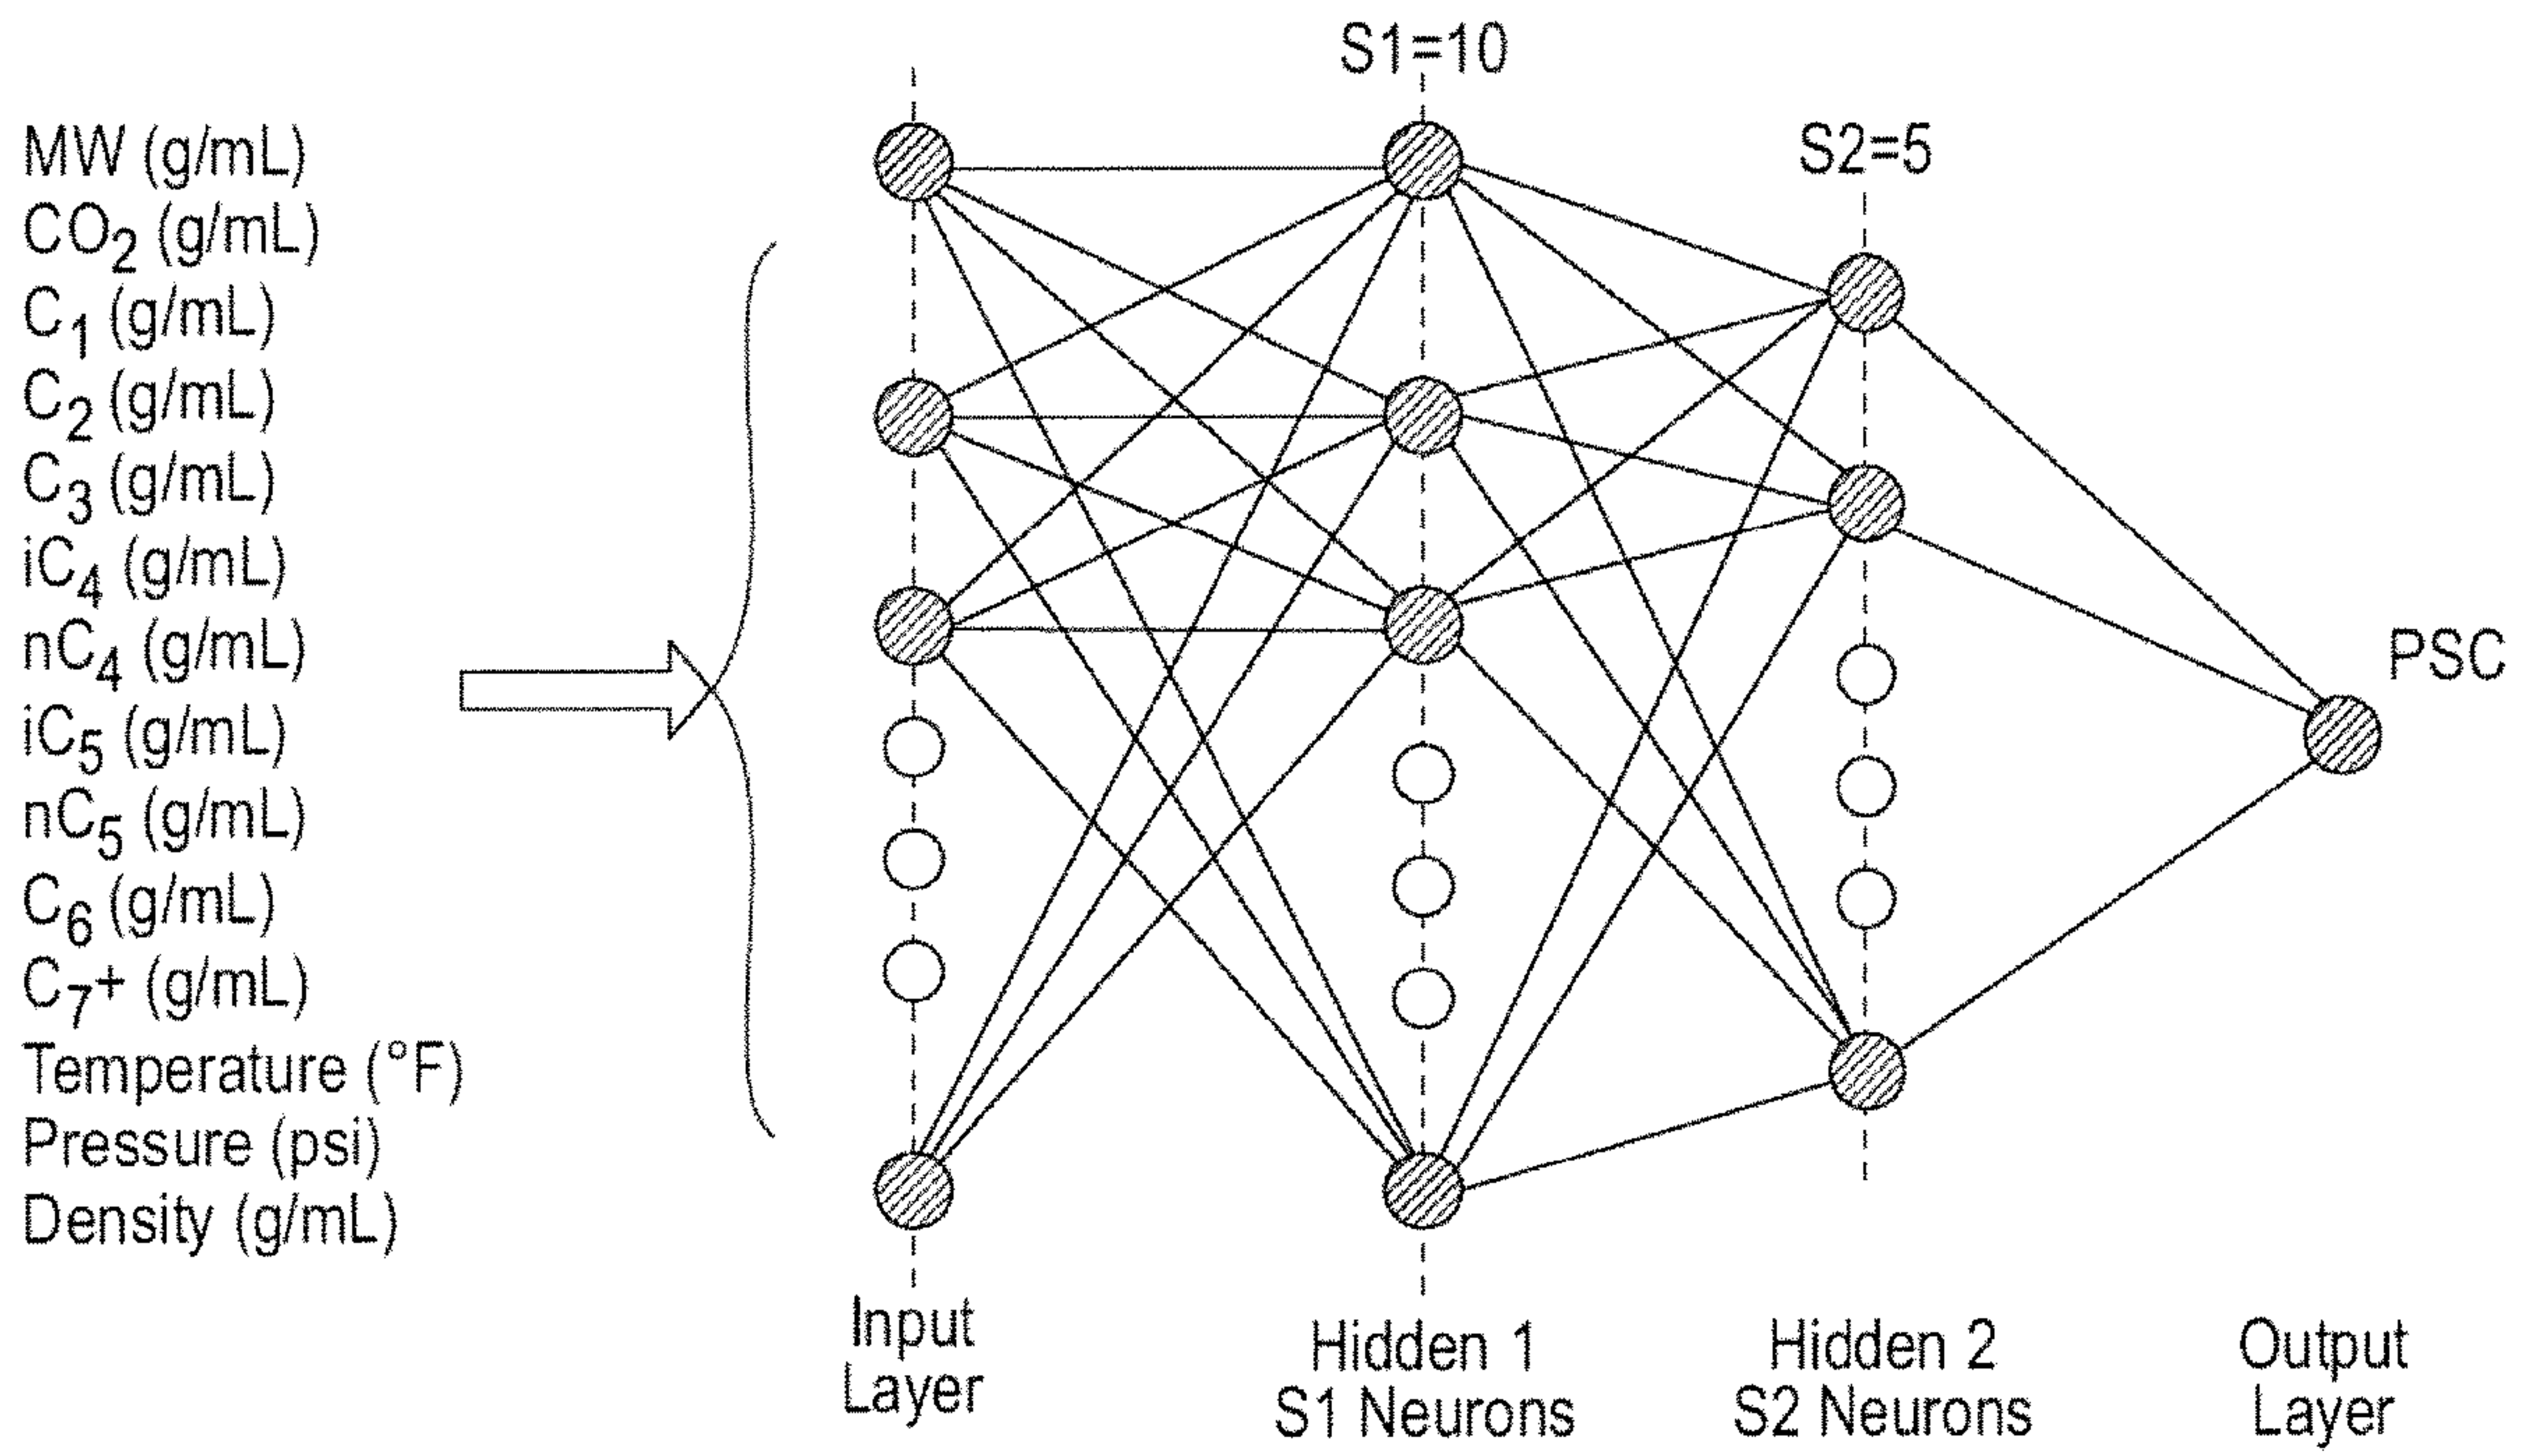 S1=10
S2=5
MW (g/mL)
CO₂ (g/mL)
C₁ (g/mL)
C₂ (g/mL)
C₃ (g/mL)
iC₄ (g/mL)
nC₄ (g/mL)
iC₅ (g/mL)
nC₅ (g/mL)
C₆ (g/mL)
C₇+ (g/mL)
Temperature (°F)
Pressure (psi)
Density (g/mL)
PSC
Input
Layer
Hidden 1
S1 Neurons
Hidden 2
S2 Neurons
Output
Layer